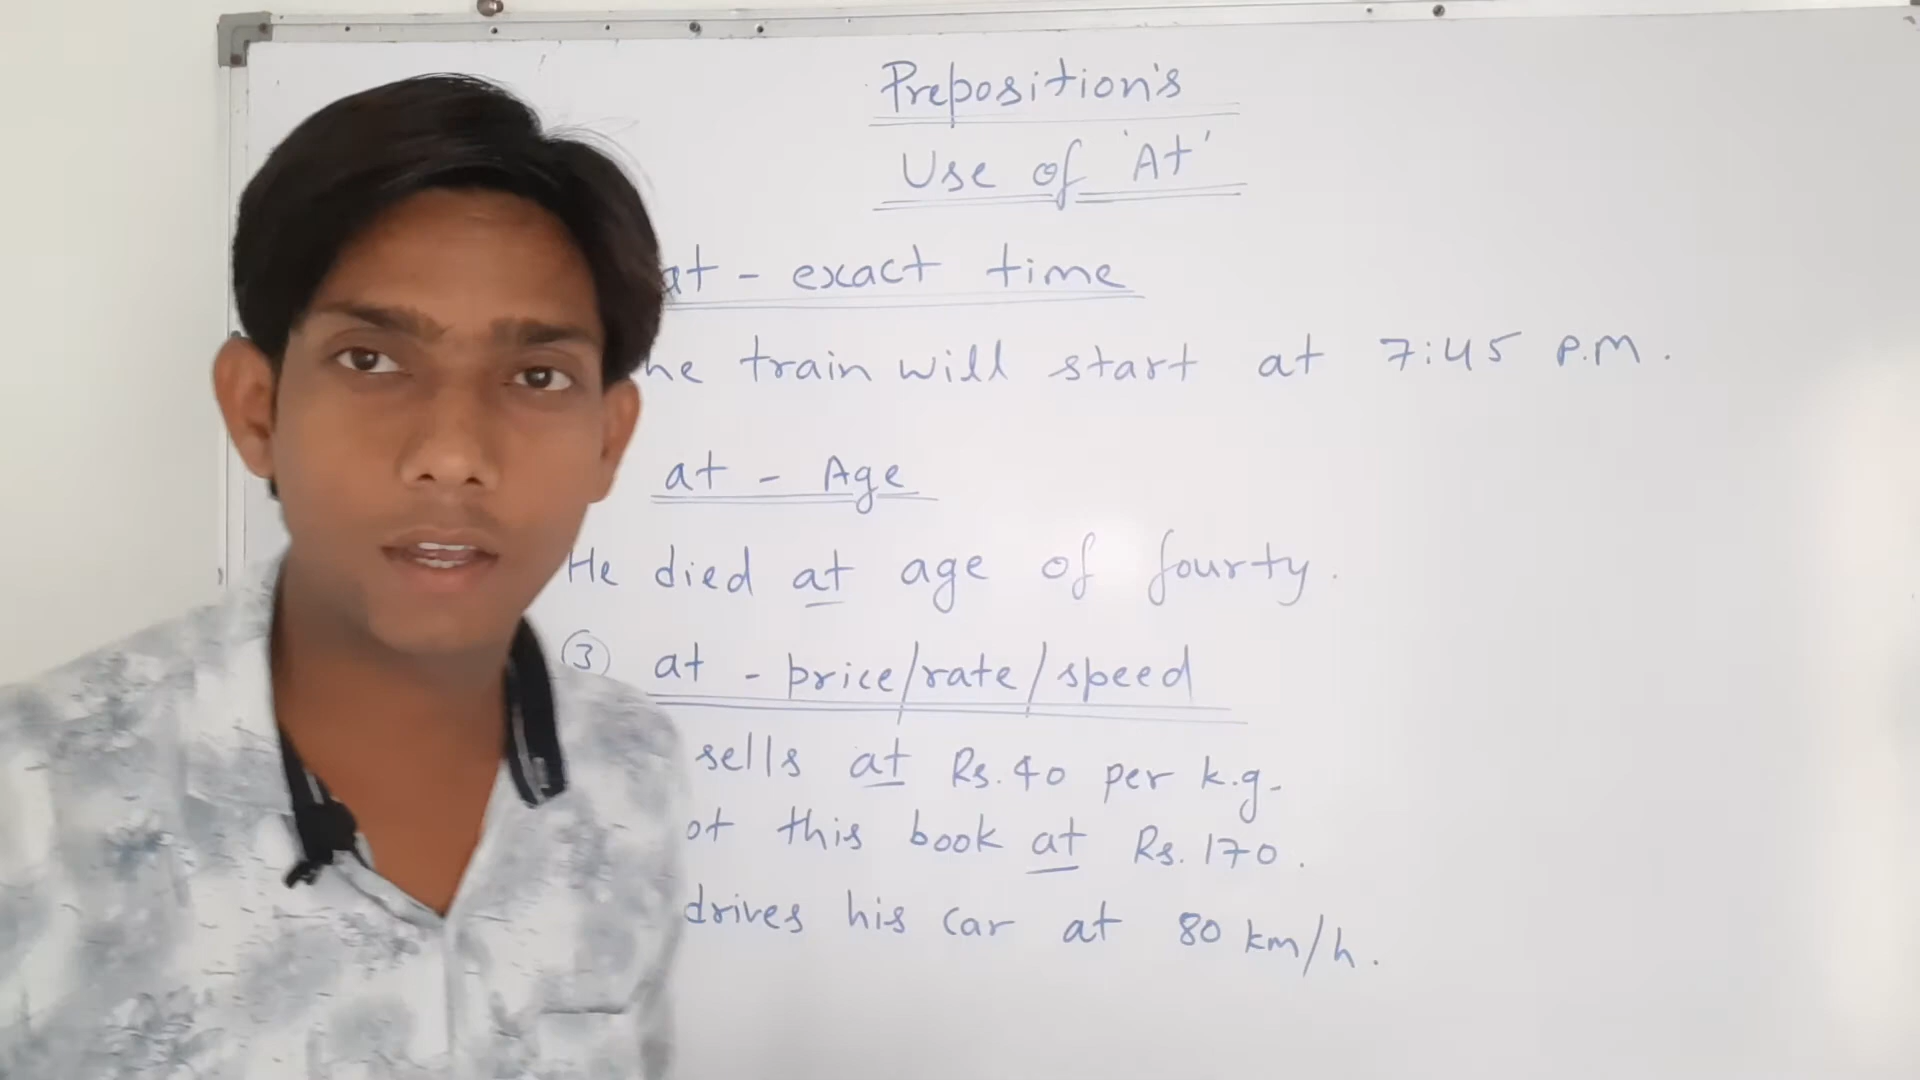 Preposition's
Use of 'At'
at - exact time
he train will start at 7:45 P.M.
at - Age
He died at age of fourty.
③ at - price/rate/speed
sells at Rs. 40 per k.g.
ot this book at Rs. 170.
drives his car at 80 km/h.